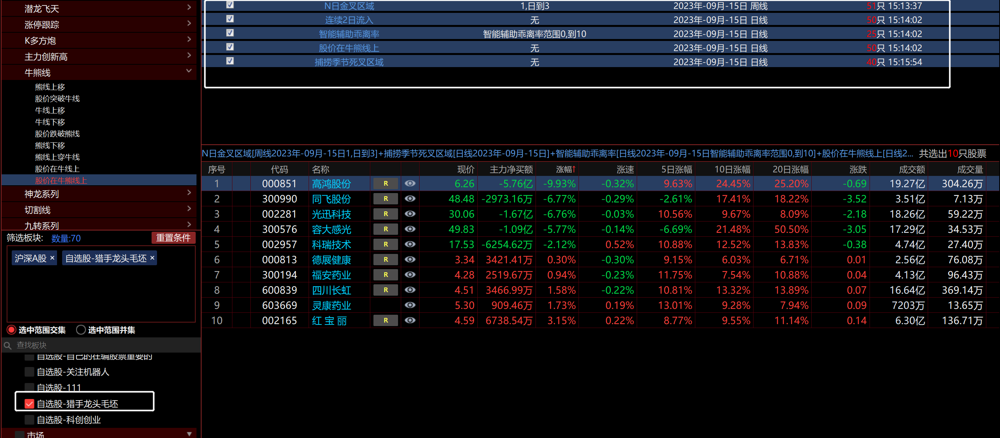 潜龙飞天
涨停跟踪
K多方炮
主力创新高
牛熊线
熊线上移
股价突破牛线
牛线上移
牛线下移
股价跌破熊线
熊线下移
熊线上穿牛线
股价在牛线上
股价在牛熊线上
神龙系列
切割线
九转系列
筛选板块: 数量:70 重置条件
沪深A股 × 自选股-猎手龙头毛坯 ×
选中范围交集 选中范围并集
查找板块
自选股-自己的在编股票重要的
自选股-关注机器人
自选股-111
自选股-猎手龙头毛坯
自选股-科创创业
市场
N日金叉区域 1,日到3 2023年-09月-15日 周线 51只 15:13:37
连续2日流入 无 2023年-09月-15日 日线 50只 15:14:02
智能辅助乖离率 智能辅助乖离率范围0,到10 2023年-09月-15日 日线 25只 15:14:02
股价在牛熊线上 无 2023年-09月-15日 日线 50只 15:14:02
捕捞季节死叉区域 无 2023年-09月-15日 日线 40只 15:15:54
N日金叉区域[周线2023年-09月-15日1,日到3]+捕捞季节死叉区域[日线2023年-09月-15日]+智能辅助乖离率[日线2023年-09月-15日智能辅助乖离率范围0,到10]+股价在牛熊线上[日线2... 共选出10只股票
序号 代码 名称 现价 主力净买额 涨幅↑ 涨速 5日涨幅 10日涨幅 20日涨幅 涨跌 成交额 成交量
1 000851 高鸿股份 R 6.26 -5.76亿 -9.93% -0.32% 9.63% 24.45% 25.20% -0.69 19.27亿 304.26万
2 300990 同飞股份 R 48.48 -2973.16万 -6.77% -0.29% -2.61% 17.41% 18.22% -3.52 3.51亿 7.13万
3 002281 光迅科技 R 30.06 -1.67亿 -6.76% -0.03% 10.56% 9.67% 8.09% -2.18 18.26亿 59.22万
4 300576 容大感光 R 49.83 -1.09亿 -5.77% -0.14% -6.69% 21.48% 50.50% -3.05 17.29亿 34.53万
5 002957 科瑞技术 R 17.53 -6254.62万 -2.12% 0.52% 10.88% 12.52% 13.83% -0.38 4.74亿 27.40万
6 000813 德展健康 R 3.34 3421.41万 0.30% -0.30% 9.15% 6.03% 6.71% 0.01 2.56亿 76.08万
7 300194 福安药业 R 4.28 2519.67万 0.94% -0.23% 11.75% 7.54% 10.88% 0.04 4.13亿 96.43万
8 600839 四川长虹 R 4.51 3466.99万 1.58% -0.22% 10.81% 13.32% 13.89% 0.07 16.64亿 369.14万
9 603669 灵康药业 5.30 909.46万 1.73% 0.19% 13.01% 9.28% 7.94% 0.09 7203万 13.65万
10 002165 红 宝 丽 R 4.59 6738.54万 3.15% 0.22% 8.77% 9.55% 11.14% 0.14 6.30亿 136.71万